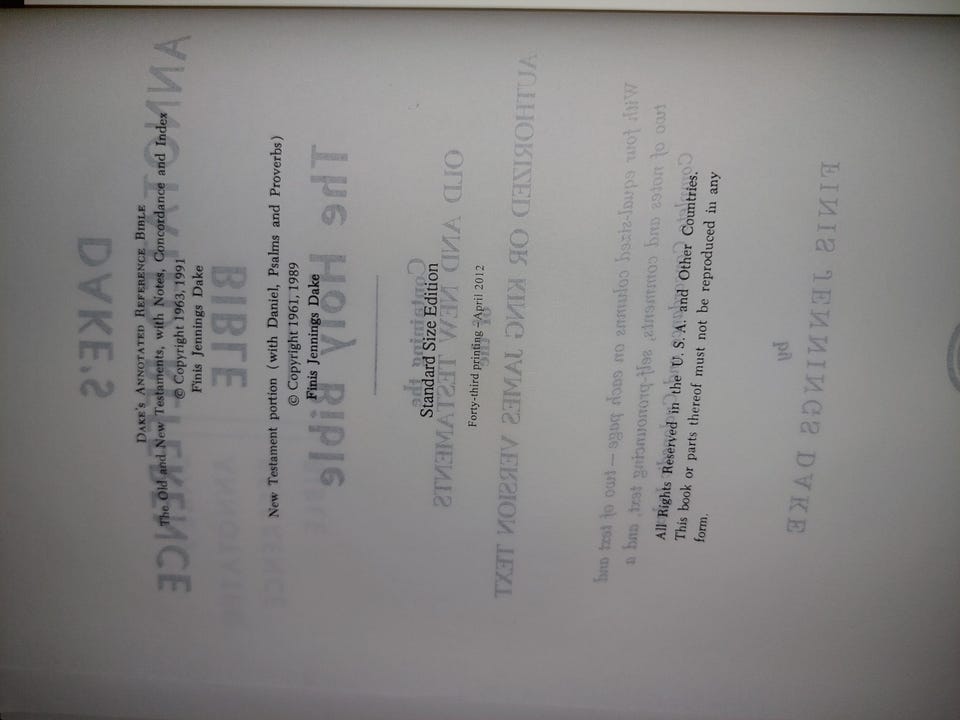 DAKE'S ANNOTATED REFERENCE BIBLE
The Old and New Testaments, with Notes, Concordance and Index
© Copyright 1963, 1991
Finis Jennings Dake
New Testament portion (with Daniel, Psalms and Proverbs)
© Copyright 1961, 1989
Finis Jennings Dake
Standard Size Edition
Forty-third printing –April 2012
All Rights Reserved in the U. S. A. and Other Countries.
This book or parts thereof must not be reproduced in any
form.